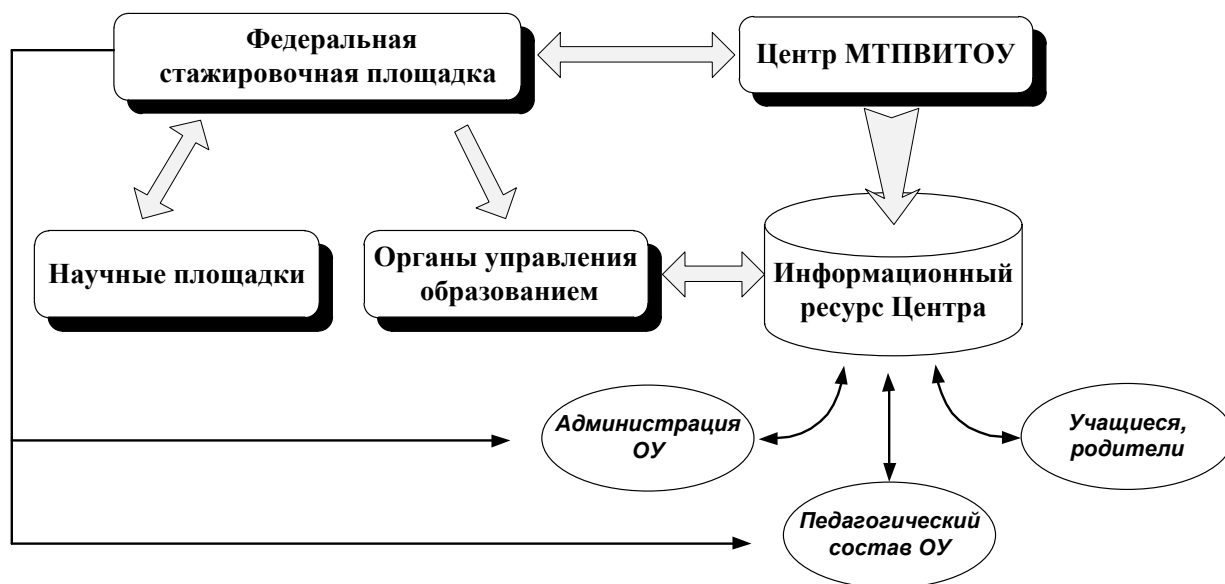 Федеральная
стажировочная площадка
Центр МТПВИТОУ
Научные площадки
Органы управления
образованием
Информационный
ресурс Центра
Администрация
ОУ
Учащиеся,
родители
Педагогический
состав ОУ